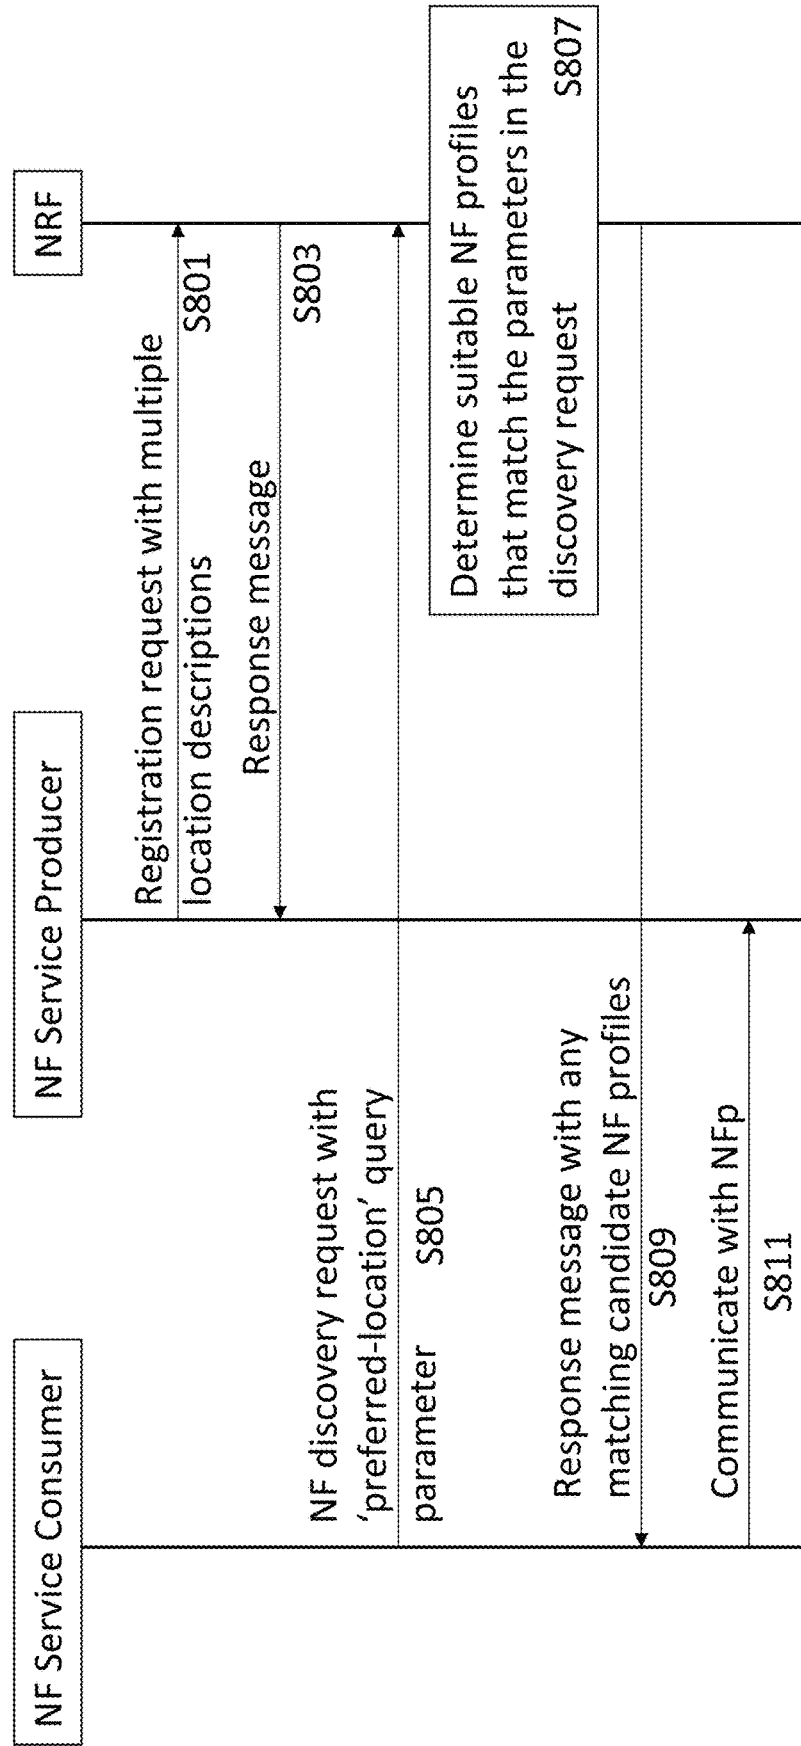 NF Service Consumer
NF Service Producer
NRF
Registration request with multiple
location descriptions
S801
Response message
S803
NF discovery request with
‘preferred-location’ query
parameter
S805
Determine suitable NF profiles
that match the parameters in the
discovery request
S807
Response message with any
matching candidate NF profiles
S809
Communicate with NFp
S811